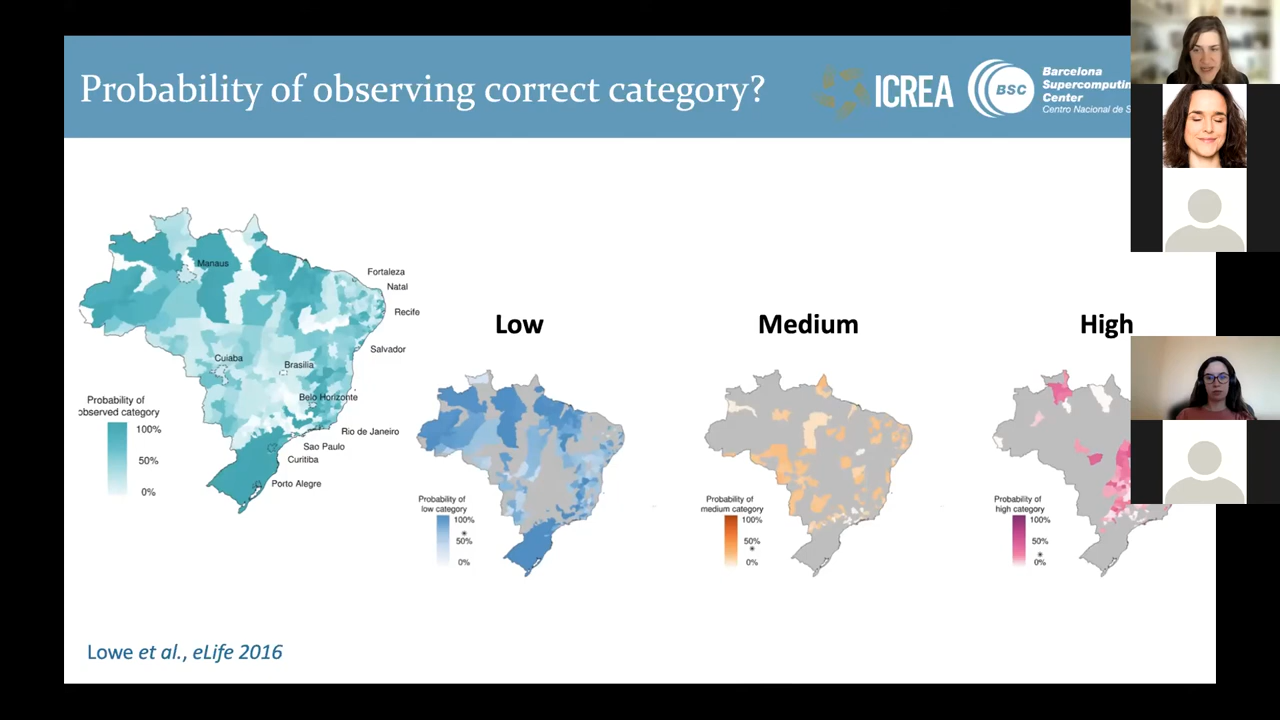 Probability of observing correct category?
ICREA
BSC
Barcelona
Supercomputin
Center
Centro Nacional de S
Manaus
Fortaleza
Natal
Recife
Salvador
Cuiaba
Brasilia
Belo Horizonte
Rio de Janeiro
Sao Paulo
Curitiba
Porto Alegre
Probability of
observed category
100%
50%
0%
Low
Probability of
low category
100%
*
50%
0%
Medium
Probability of
medium category
100%
50%
*
0%
High
Probability of
high category
100%
50%
*
0%
Lowe et al., eLife 2016